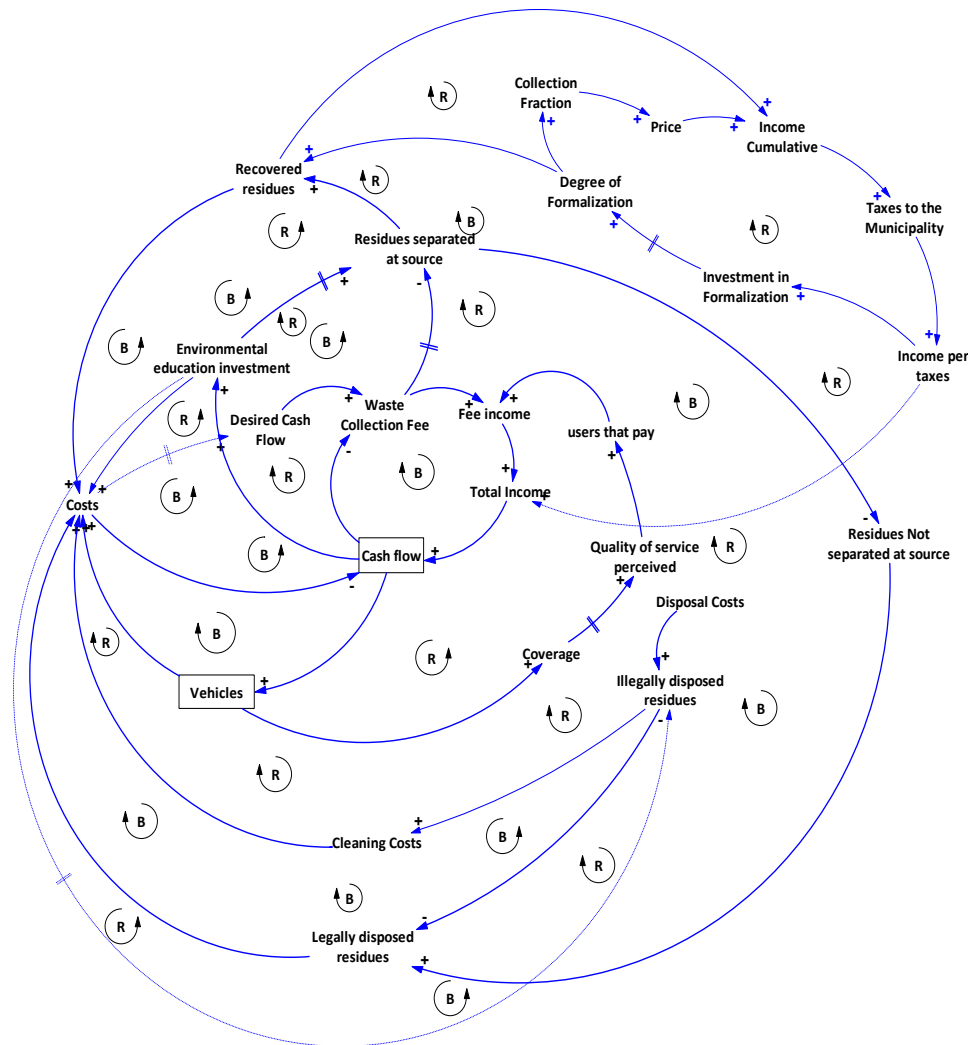 Collection
Fraction
R
+
+
+
+
Price
Income
Cumulative
+
Recovered
residues
+
R
Degree of
Formalization
+
+
Taxes to the
Municipality
B
R
R
Residues separated
at source
+
-
Investment in
Formalization
+
B
R
R
B
+
Income per
taxes
B
Environmental
education investment
+
R
B
Desired Cash
Flow
+
Waste
Collection Fee
+
+
Fee income
users that pay
R
+
-
+
R
B
+
Total Income
+
+
+
B
Costs
+++
-
Residues Not
separated at source
B
Cash flow
+
-
Quality of service
perceived
+
R
Disposal Costs
B
R
R
Coverage
+
+
Vehicles
+
Illegally disposed
residues
-
R
B
R
+
B
Cleaning Costs
B
R
B
-
R
Legally disposed
residues
+
B